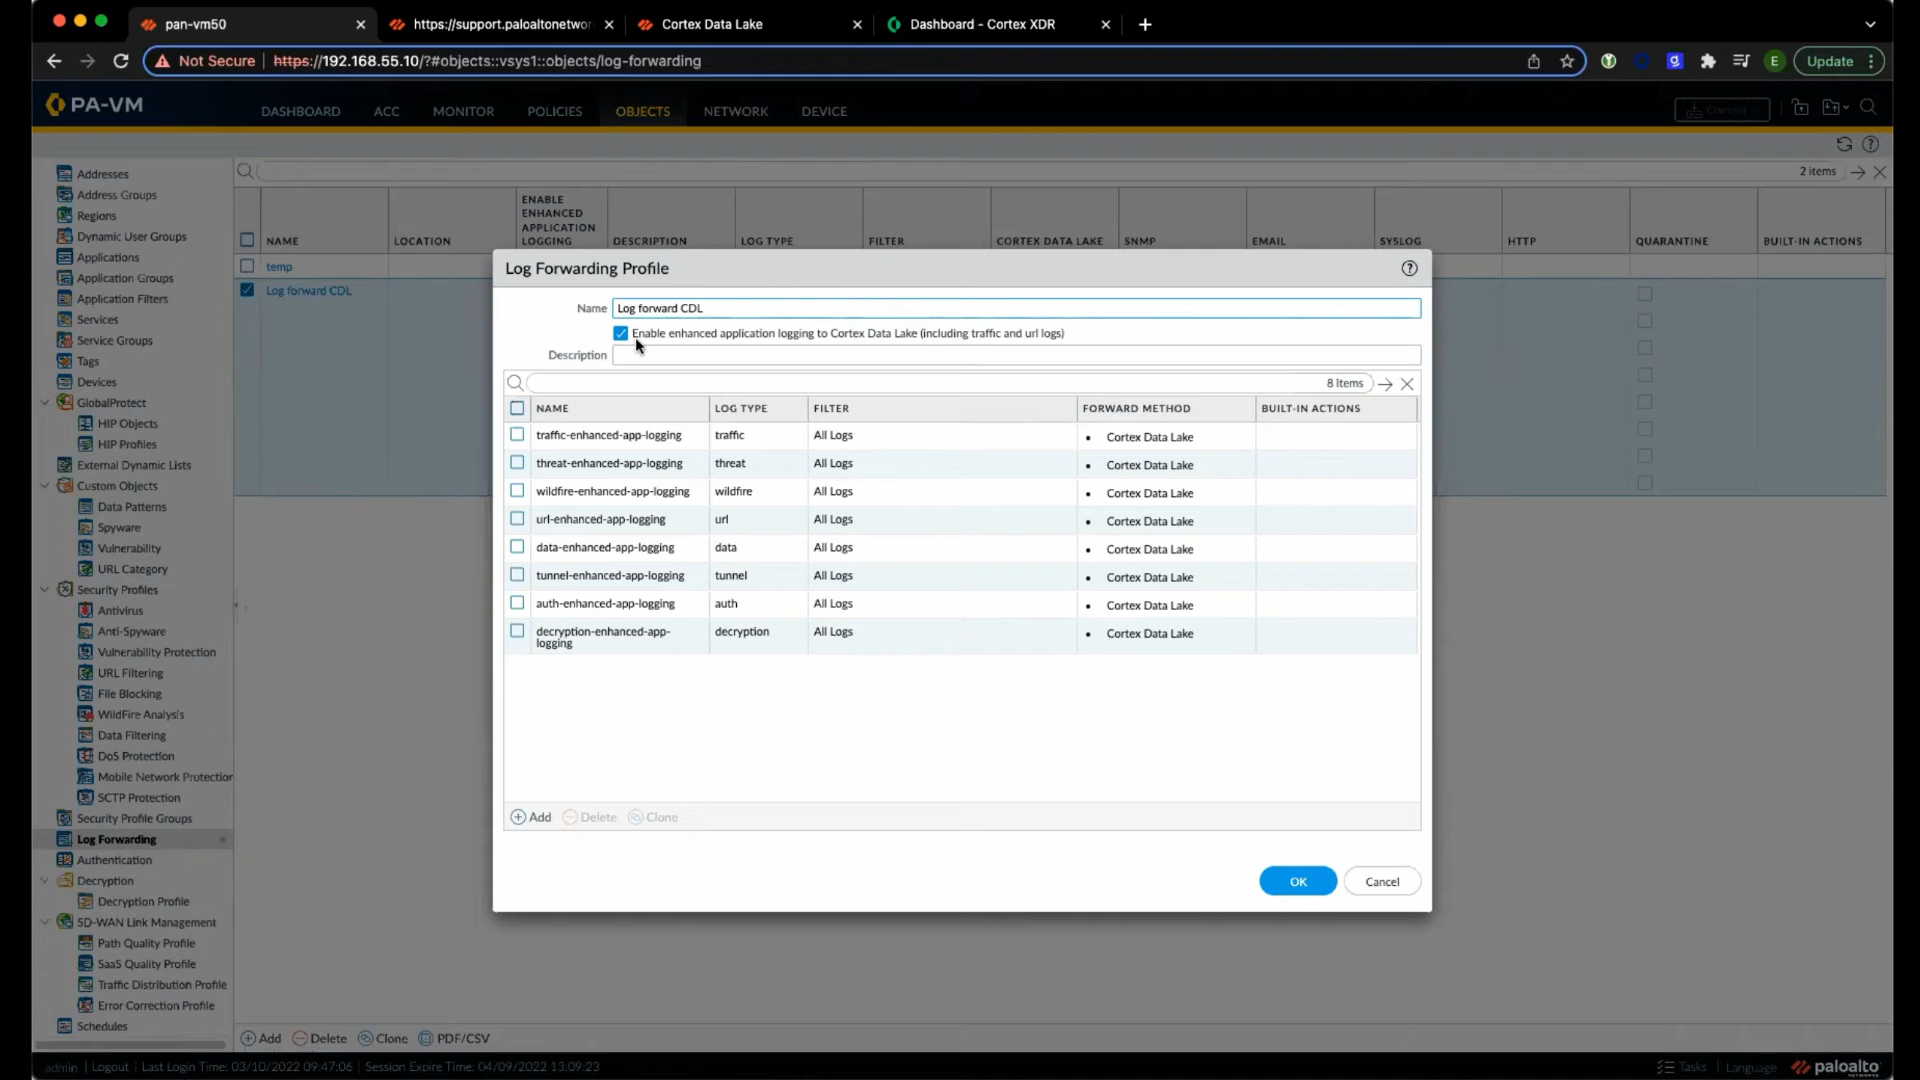 pan-vm50
https://support.paloaltonetwor
Cortex Data Lake
Dashboard - Cortex XDR
Not Secure https://192.168.55.10/?#objects::vsys1::objects/log-forwarding
E
Update
PA-VM
DASHBOARD
ACC
MONITOR
POLICIES
OBJECTS
NETWORK
DEVICE
Commit
Addresses
Address Groups
Regions
Dynamic User Groups
Applications
Application Groups
Application Filters
Services
Service Groups
Tags
Devices
GlobalProtect
HIP Objects
HIP Profiles
External Dynamic Lists
Custom Objects
Data Patterns
Spyware
Vulnerability
URL Category
Security Profiles
Antivirus
Anti-Spyware
Vulnerability Protection
URL Filtering
File Blocking
WildFire Analysis
Data Filtering
DoS Protection
Mobile Network Protection
SCTP Protection
Security Profile Groups
Log Forwarding
Authentication
Decryption
Decryption Profile
SD-WAN Link Management
Path Quality Profile
SaaS Quality Profile
Traffic Distribution Profile
Error Correction Profile
Schedules
2 items
NAME
LOCATION
ENABLE
ENHANCED
APPLICATION
LOGGING
DESCRIPTION
LOG TYPE
FILTER
CORTEX DATA LAKE
SNMP
EMAIL
SYSLOG
HTTP
QUARANTINE
BUILT-IN ACTIONS
temp
Log forward CDL
Log Forwarding Profile
Name Log forward CDL
Enable enhanced application logging to Cortex Data Lake (including traffic and url logs)
Description
8 items
NAME LOG TYPE FILTER FORWARD METHOD BUILT-IN ACTIONS
traffic-enhanced-app-logging traffic All Logs • Cortex Data Lake
threat-enhanced-app-logging threat All Logs • Cortex Data Lake
wildfire-enhanced-app-logging wildfire All Logs • Cortex Data Lake
url-enhanced-app-logging url All Logs • Cortex Data Lake
data-enhanced-app-logging data All Logs • Cortex Data Lake
tunnel-enhanced-app-logging tunnel All Logs • Cortex Data Lake
auth-enhanced-app-logging auth All Logs • Cortex Data Lake
decryption-enhanced-app- decryption All Logs • Cortex Data Lake
logging
Add Delete Clone
OK Cancel
Add Delete Clone PDF/CSV
admin | Logout | Last Login Time: 03/10/2022 09:47:06 | Session Expire Time: 04/09/2022 13:09:23
Tasks | Language
paloalto
NETWORKS